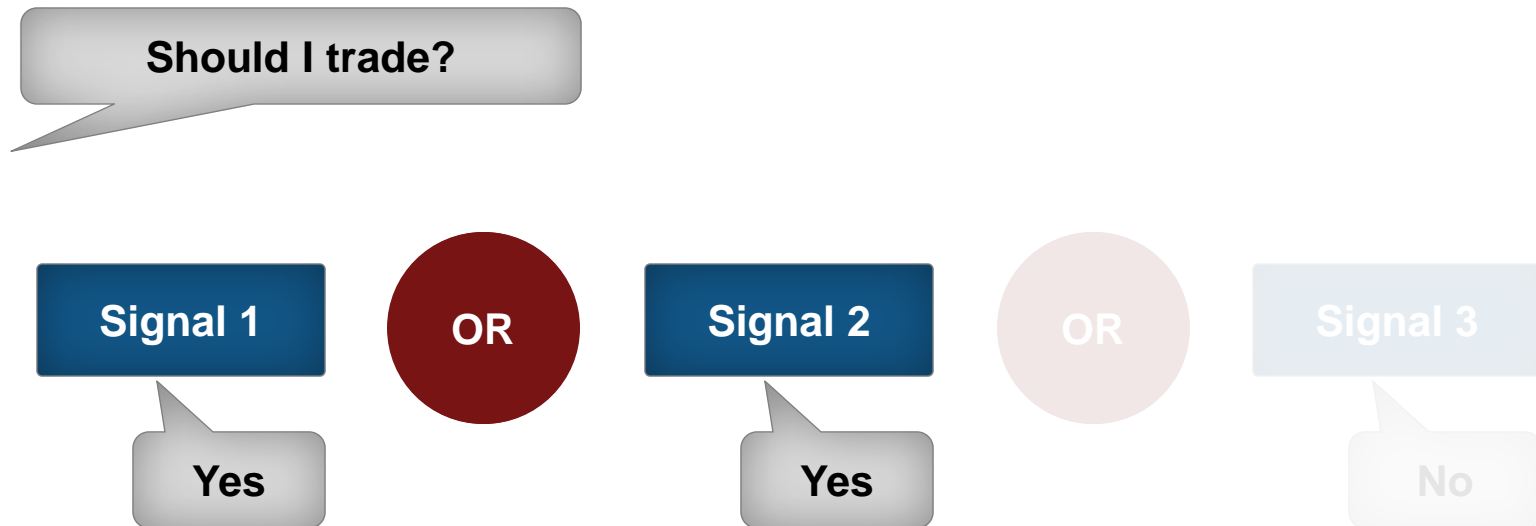 Should I trade?
Signal 1
OR
Signal 2
OR
Signal 3
Yes
Yes
No